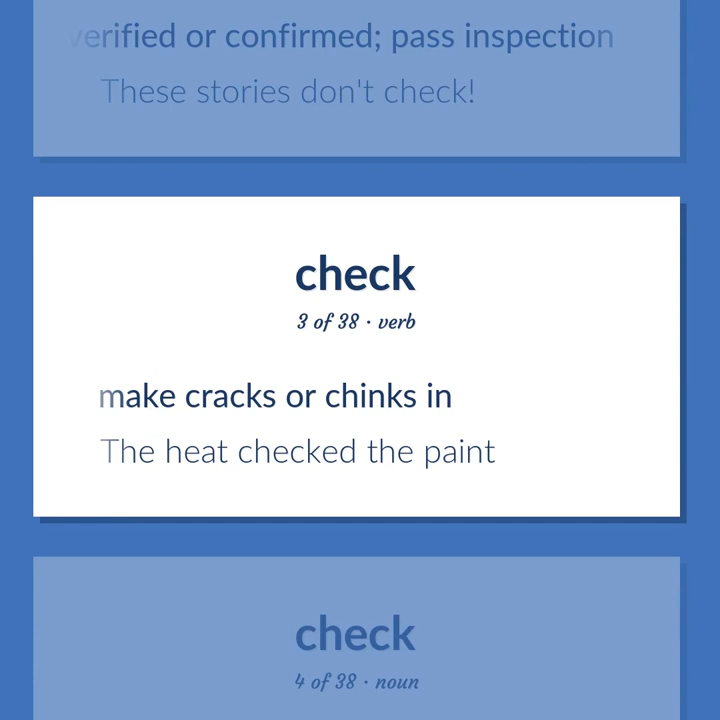 verified or confirmed; pass inspection
These stories don't check!
check
3 of 38 · verb
make cracks or chinks in
The heat checked the paint
check
4 of 38 · noun